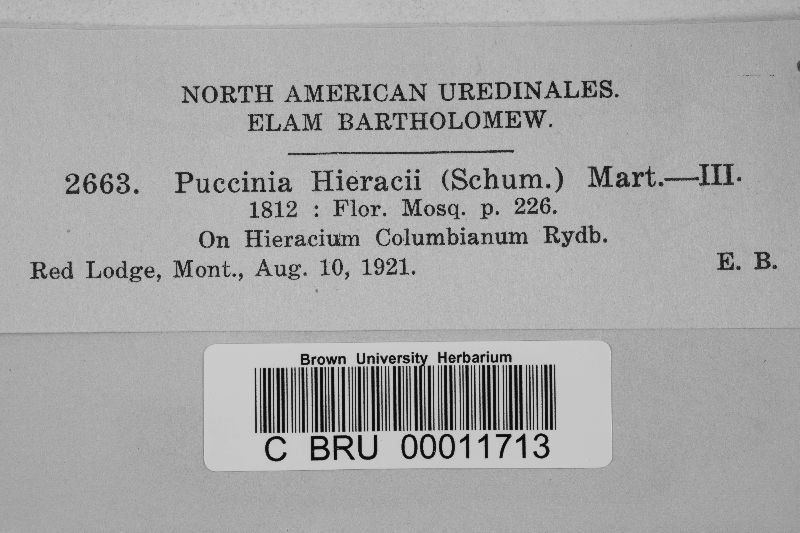 NORTH AMERICAN UREDINALES.
ELAM BARTHOLOMEW.
2663. Puccinia Hieracii (Schum.) Mart.—III.
1812 : Flor. Mosq. p. 226.
On Hieracium Columbianum Rydb.
Red Lodge, Mont., Aug. 10, 1921. E. B.
Brown University Herbarium
C BRU 00011713